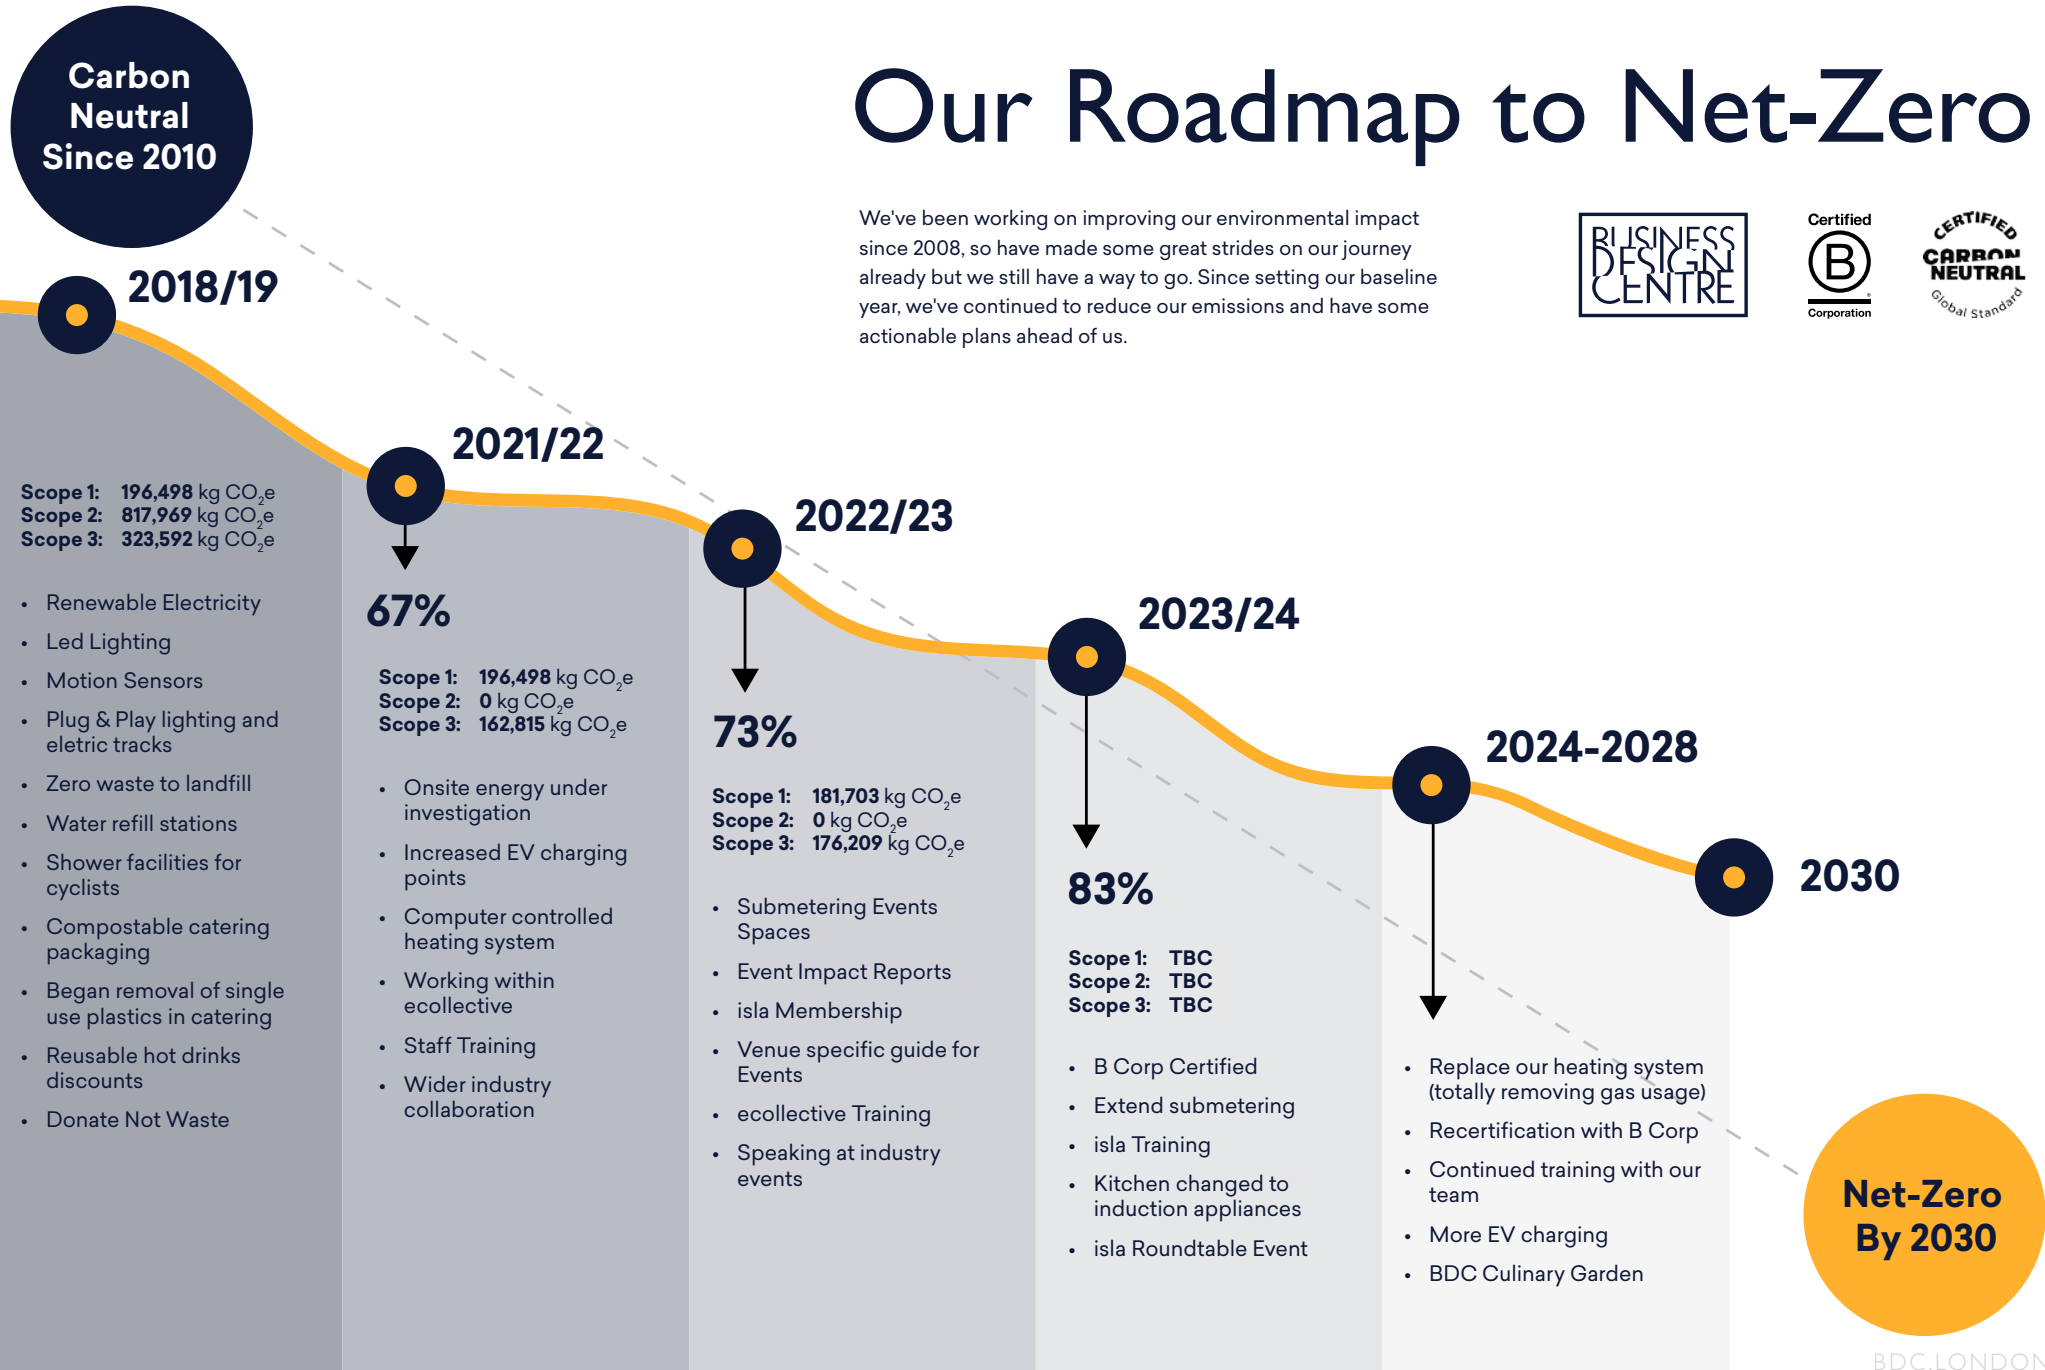 Carbon
Neutral
Since 2010
Our Roadmap to Net-Zero
We've been working on improving our environmental impact
since 2008, so have made some great strides on our journey
already but we still have a way to go. Since setting our baseline
year, we've continued to reduce our emissions and have some
actionable plans ahead of us.
BUSINESS
DESIGN
CENTRE
Certified
B
®
Corporation
CERTIFIED
CARBON
NEUTRAL
Global Standard
2018/19
Scope 1: 196,498 kg CO₂e
Scope 2: 817,969 kg CO₂e
Scope 3: 323,592 kg CO₂e
• Renewable Electricity
• Led Lighting
• Motion Sensors
• Plug & Play lighting and
eletric tracks
• Zero waste to landfill
• Water refill stations
• Shower facilities for
cyclists
• Compostable catering
packaging
• Began removal of single
use plastics in catering
• Reusable hot drinks
discounts
• Donate Not Waste
2021/22
67%
Scope 1: 196,498 kg CO₂e
Scope 2: 0 kg CO₂e
Scope 3: 162,815 kg CO₂e
• Onsite energy under
investigation
• Increased EV charging
points
• Computer controlled
heating system
• Working within
ecollective
• Staff Training
• Wider industry
collaboration
2022/23
73%
Scope 1: 181,703 kg CO₂e
Scope 2: 0 kg CO₂e
Scope 3: 176,209 kg CO₂e
• Submetering Events
Spaces
• Event Impact Reports
• isla Membership
• Venue specific guide for
Events
• ecollective Training
• Speaking at industry
events
2023/24
83%
Scope 1: TBC
Scope 2: TBC
Scope 3: TBC
• B Corp Certified
• Extend submetering
• isla Training
• Kitchen changed to
induction appliances
• isla Roundtable Event
2024-2028
• Replace our heating system
(totally removing gas usage)
• Recertification with B Corp
• Continued training with our
team
• More EV charging
• BDC Culinary Garden
2030
Net-Zero
By 2030
BDC.LONDON